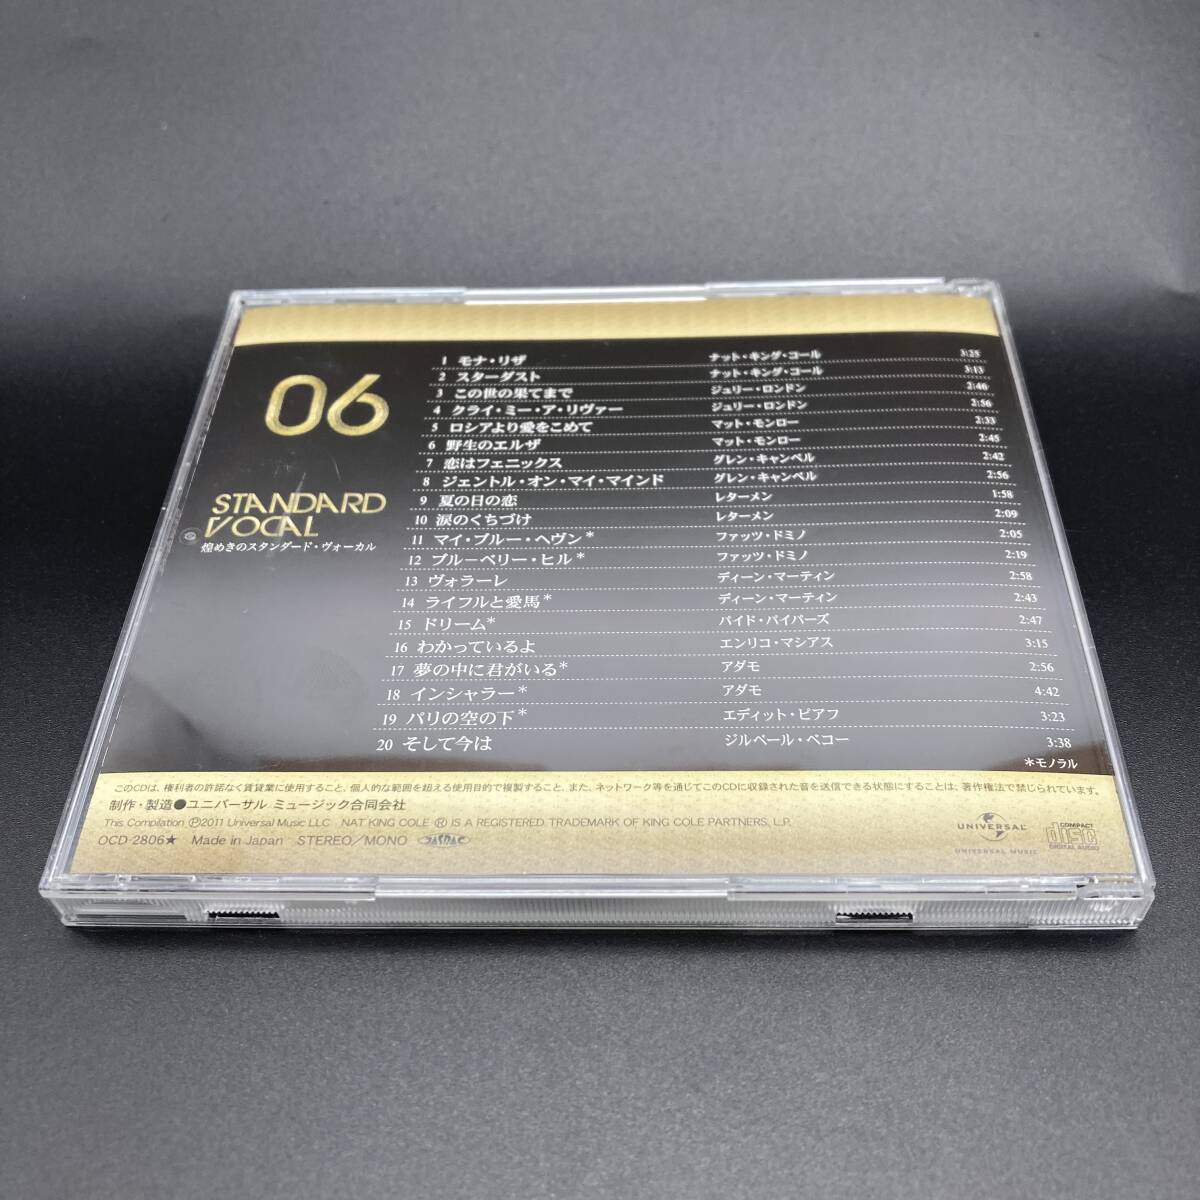 06
STANDARD
VOCAL
煌めきのスタンダード・ヴォーカル
1 モナ・リザ ナット・キング・コール 3:25
2 スターダスト ナット・キング・コール 3:13
3 この世の果てまで ジュリー・ロンドン 2:46
4 クライ・ミー・ア・リヴァー ジュリー・ロンドン 2:56
5 ロシアより愛をこめて マット・モンロー 2:33
6 野生のエルザ マット・モンロー 2:45
7 恋はフェニックス グレン・キャンベル 2:42
8 ジェントル・オン・マイ・マインド グレン・キャンベル 2:56
9 夏の日の恋 レターメン 1:58
10 涙のくちづけ レターメン 2:09
11 マイ・ブルー・ヘヴン＊ ファッツ・ドミノ 2:05
12 ブルーベリー・ヒル＊ ファッツ・ドミノ 2:19
13 ヴォラーレ ディーン・マーティン 2:58
14 ライフルと愛馬＊ ディーン・マーティン 2:43
15 ドリーム＊ パイド・パイパーズ 2:47
16 わかっているよ エンリコ・マシアス 3:15
17 夢の中に君がいる＊ アダモ 2:56
18 インシャラー＊ アダモ 4:42
19 パリの空の下＊ エディット・ピアフ 3:23
20 そして今は ジルベール・ベコー 3:38
＊モノラル
このCDは、権利者の許諾なく賃貸業に使用すること、個人的な範囲を超える使用目的で複製すること、また、ネットワーク等を通じてこのCDに収録された音を送信できる状態にすることは、著作権法で禁じられています。
制作・製造●ユニバーサル ミュージック合同会社
This Compilation ℗2011 Universal Music LLC NAT KING COLE ® IS A REGISTERED TRADEMARK OF KING COLE PARTNERS, L.P.
OCD-2806★ Made in Japan STEREO/MONO JASRAC
UNIVERSAL
UNIVERSAL MUSIC
COMPACT
disc
DIGITAL AUDIO